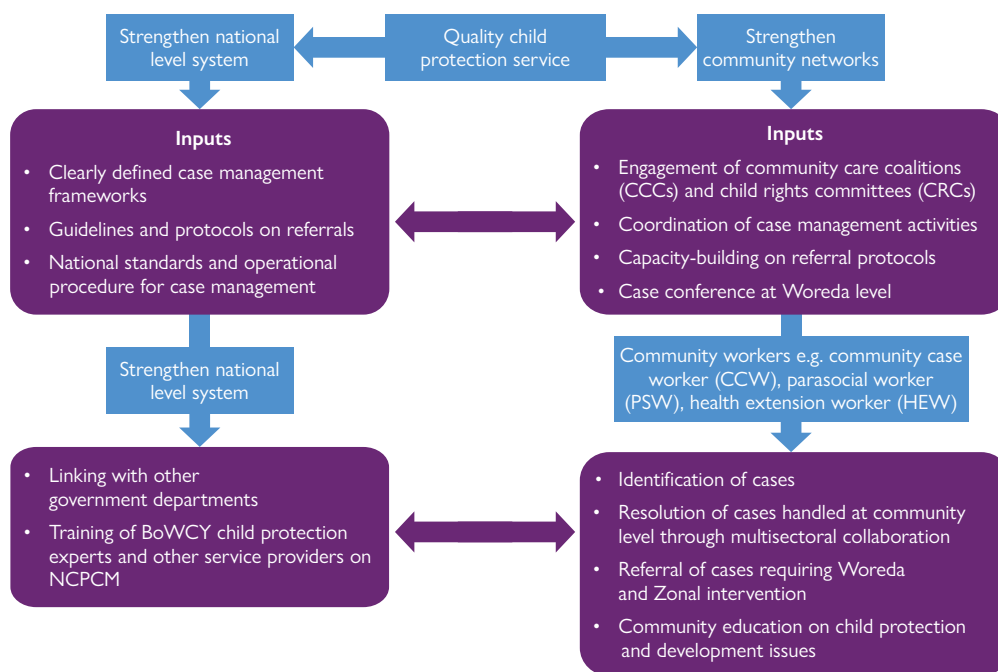 Strengthen national
level system
Quality child
protection service
Strengthen
community networks
Inputs
• Clearly defined case management
frameworks
• Guidelines and protocols on referrals
• National standards and operational
procedure for case management
Inputs
• Engagement of community care coalitions
(CCCs) and child rights committees (CRCs)
• Coordination of case management activities
• Capacity-building on referral protocols
• Case conference at Woreda level
Strengthen national
level system
Community workers e.g. community case
worker (CCW), parasocial worker
(PSW), health extension worker (HEW)
• Linking with other
government departments
• Training of BoWCY child protection
experts and other service providers on
NCPCM
• Identification of cases
• Resolution of cases handled at community
level through multisectoral collaboration
• Referral of cases requiring Woreda
and Zonal intervention
• Community education on child protection
and development issues